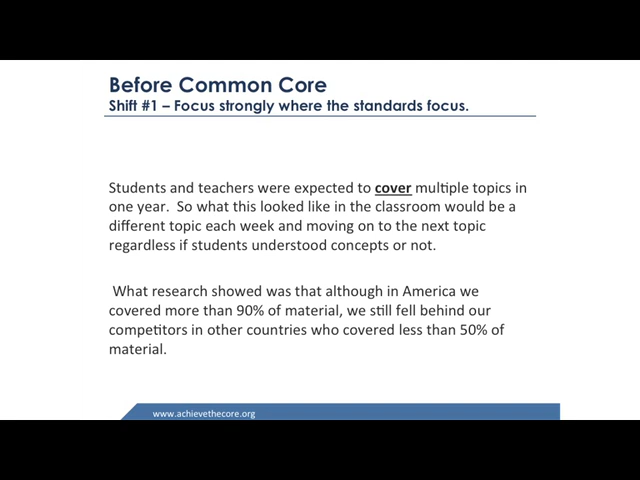 Before Common Core
Shift #1 – Focus strongly where the standards focus.
Students and teachers were expected to cover multiple topics in
one year.  So what this looked like in the classroom would be a
different topic each week and moving on to the next topic
regardless if students understood concepts or not.
What research showed was that although in America we
covered more than 90% of material, we still fell behind our
competitors in other countries who covered less than 50% of
material.
www.achievethecore.org